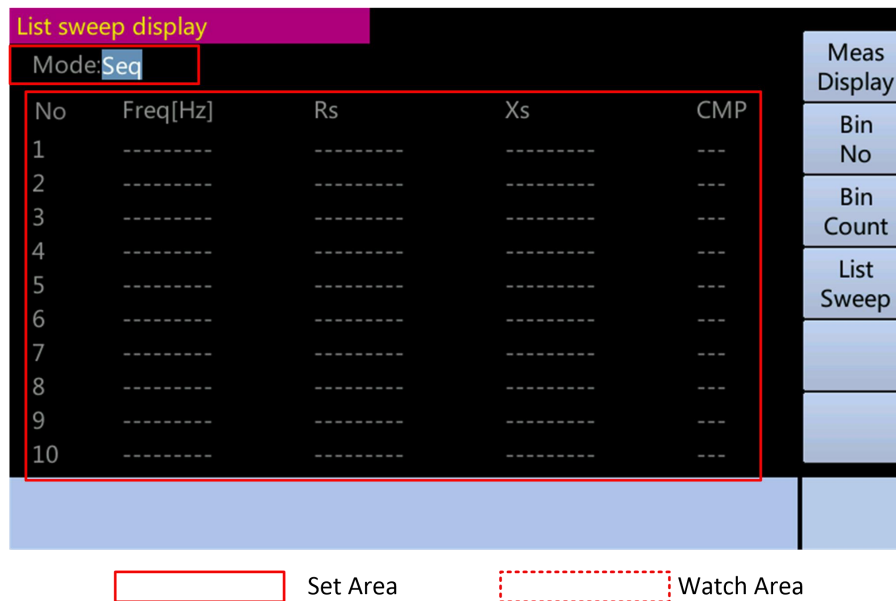 List sweep display
Mode:Seq
No Freq[Hz] Rs Xs CMP
1 --------- --------- --------- ---
2 --------- --------- --------- ---
3 --------- --------- --------- ---
4 --------- --------- --------- ---
5 --------- --------- --------- ---
6 --------- --------- --------- ---
7 --------- --------- --------- ---
8 --------- --------- --------- ---
9 --------- --------- --------- ---
10 --------- --------- --------- ---
Meas
Display
Bin
No
Bin
Count
List
Sweep
Set Area
Watch Area